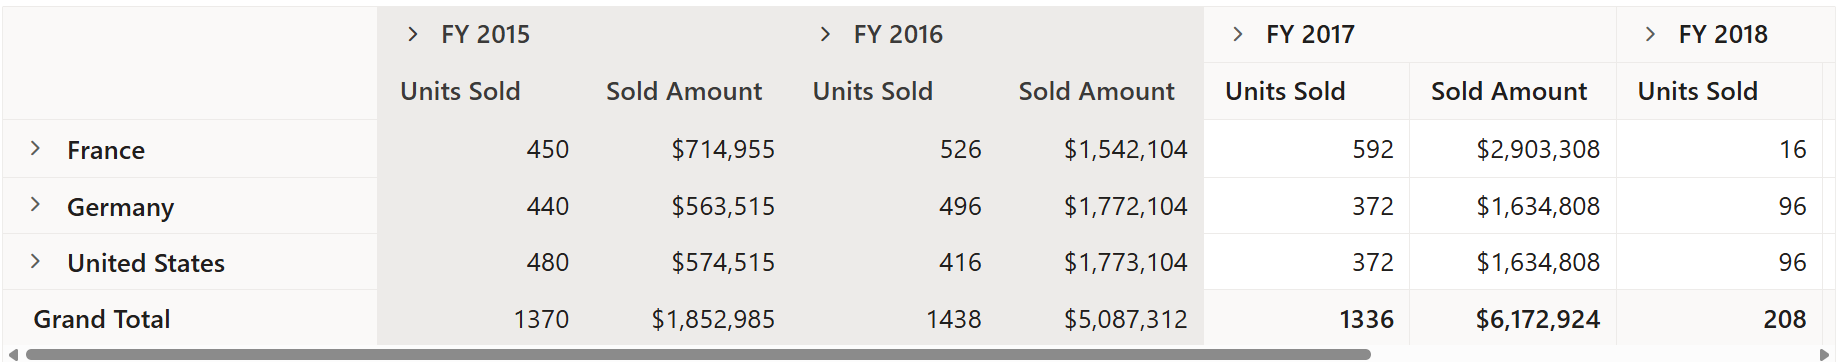 FY 2015 FY 2016 FY 2017 FY 2018
Units Sold Sold Amount Units Sold Sold Amount Units Sold Sold Amount Units Sold
France 450 $714,955 526 $1,542,104 592 $2,903,308 16
Germany 440 $563,515 496 $1,772,104 372 $1,634,808 96
United States 480 $574,515 416 $1,773,104 372 $1,634,808 96
Grand Total 1370 $1,852,985 1438 $5,087,312 1336 $6,172,924 208